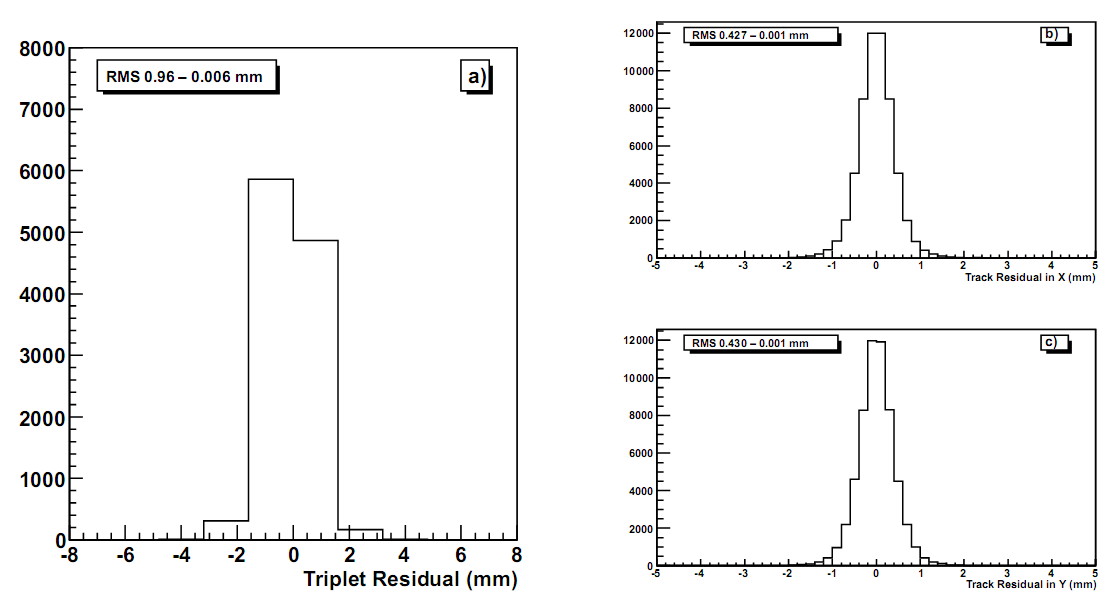 RMS 0.96 – 0.006 mm
a)
8000
7000
6000
5000
4000
3000
2000
1000
0
-8 -6 -4 -2 0 2 4 6 8
Triplet Residual (mm)
RMS 0.427 – 0.001 mm
b)
12000
10000
8000
6000
4000
2000
0
-5 -4 -3 -2 -1 0 1 2 3 4 5
Track Residual in X (mm)
RMS 0.430 – 0.001 mm
c)
12000
10000
8000
6000
4000
2000
0
-5 -4 -3 -2 -1 0 1 2 3 4 5
Track Residual in Y (mm)